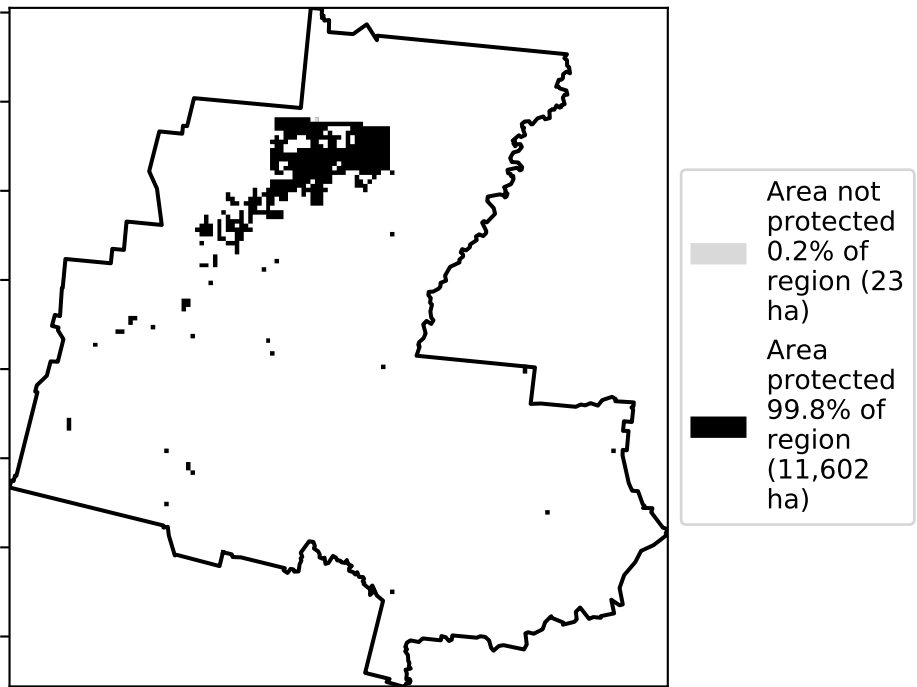 Area not
protected
0.2% of
region (23
ha)
Area
protected
99.8% of
region
(11,602
ha)